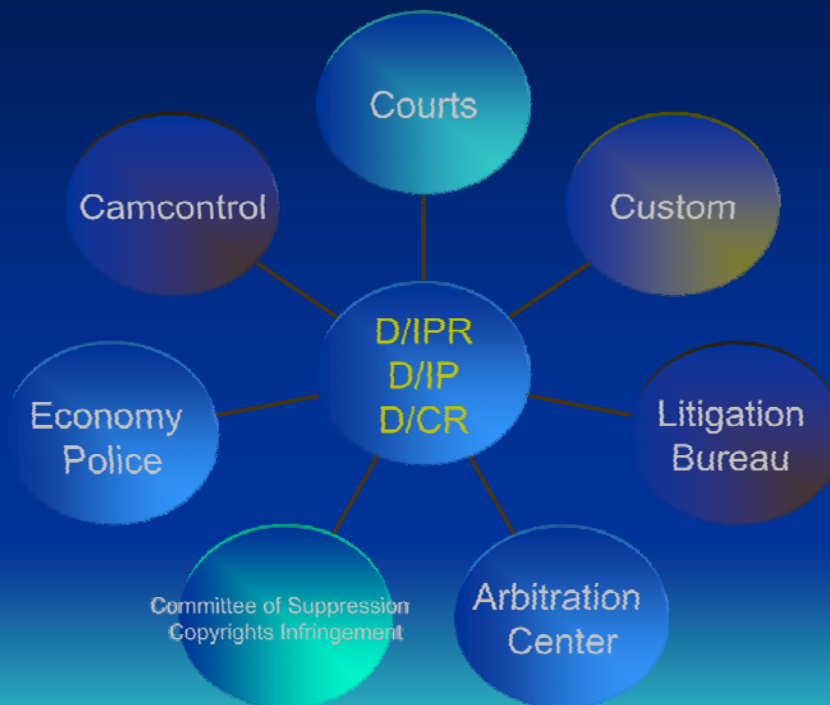 Courts
Camcontrol
Custom
D/IPR
D/IP
D/CR
Economy
Police
Litigation
Bureau
Committee of Suppression
Copyrights Infringement
Arbitration
Center